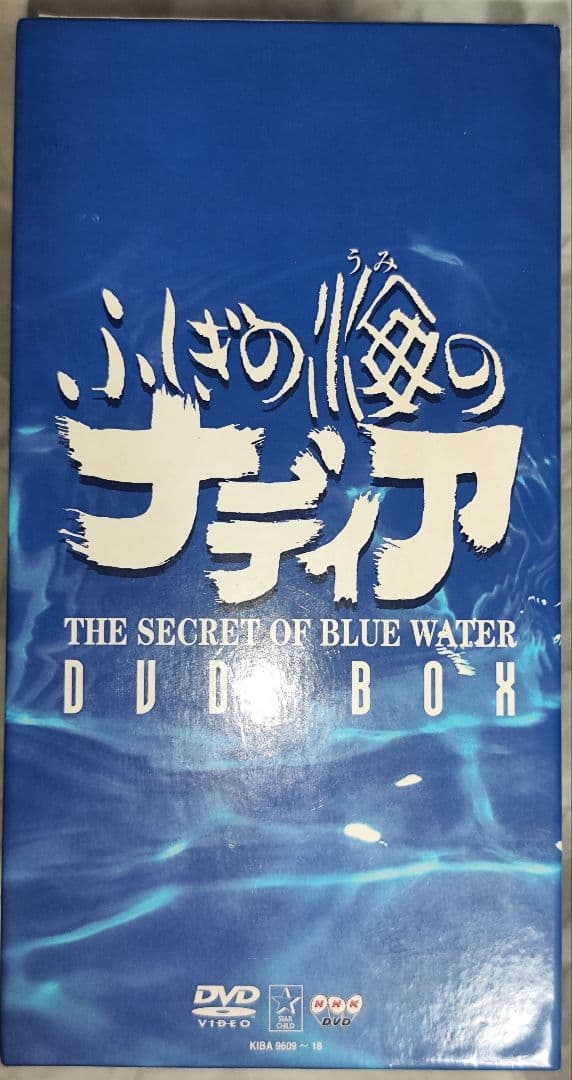 うみ
ふしぎの海の
ナディア
THE SECRET OF BLUE WATER
DVD-BOX
DVD
VIDEO
STAR
CHILD
NHK
DVD
KIBA 9609～18